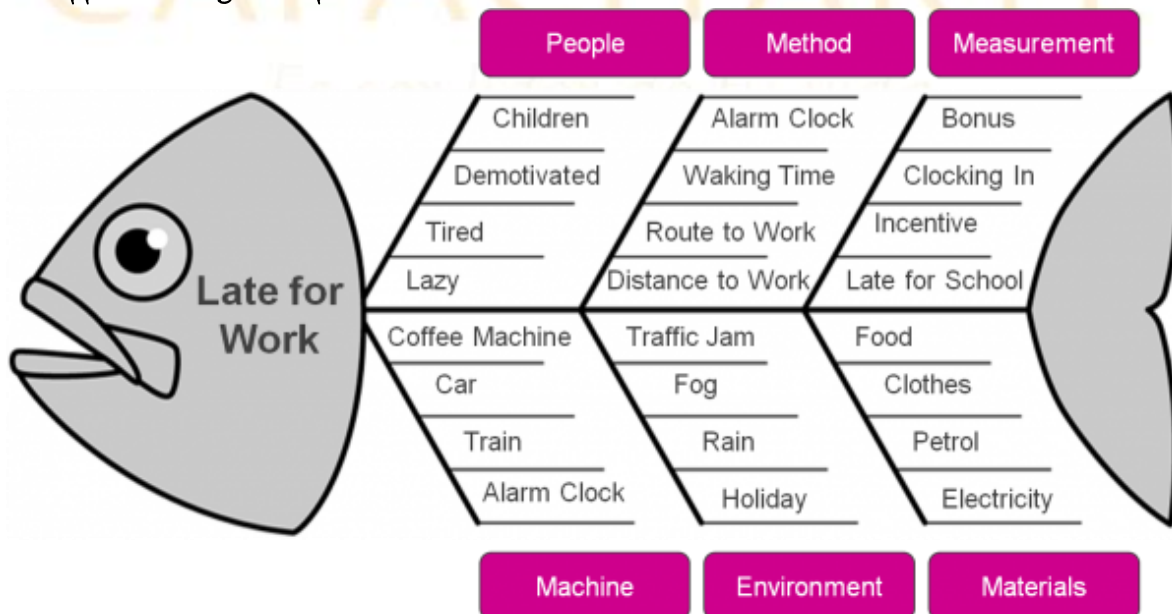 People
Method
Measurement
Children
Demotivated
Tired
Lazy
Alarm Clock
Waking Time
Route to Work
Distance to Work
Bonus
Clocking In
Incentive
Late for School
Late for
Work
Coffee Machine
Car
Train
Alarm Clock
Traffic Jam
Fog
Rain
Holiday
Food
Clothes
Petrol
Electricity
Machine
Environment
Materials